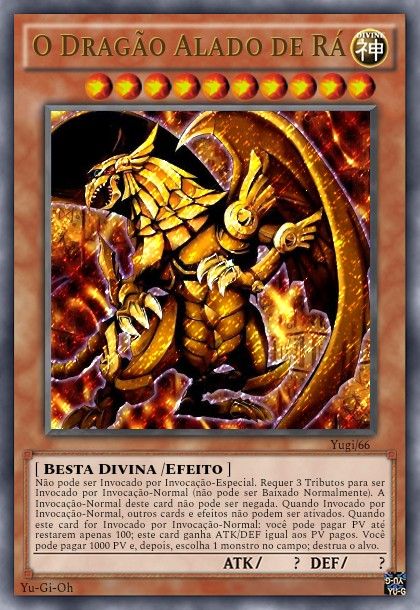 O Dragão Alado de Rá
DIVINE
神
Yugi/66
[ Besta Divina /Efeito ]
Não pode ser Invocado por Invocação-Especial. Requer 3 Tributos para ser
Invocado por Invocação-Normal (não pode ser Baixado Normalmente). A
Invocação-Normal deste card não pode ser negada. Quando Invocado por
Invocação-Normal, outros cards e efeitos não podem ser ativados. Quando
este card for Invocado por Invocação-Normal: você pode pagar PV até
restarem apenas 100; este card ganha ATK/DEF igual aos PV pagos. Você
pode pagar 1000 PV e, depois, escolha 1 monstro no campo; destrua o alvo.
ATK/ ? DEF/ ?
Yu-Gi-Oh